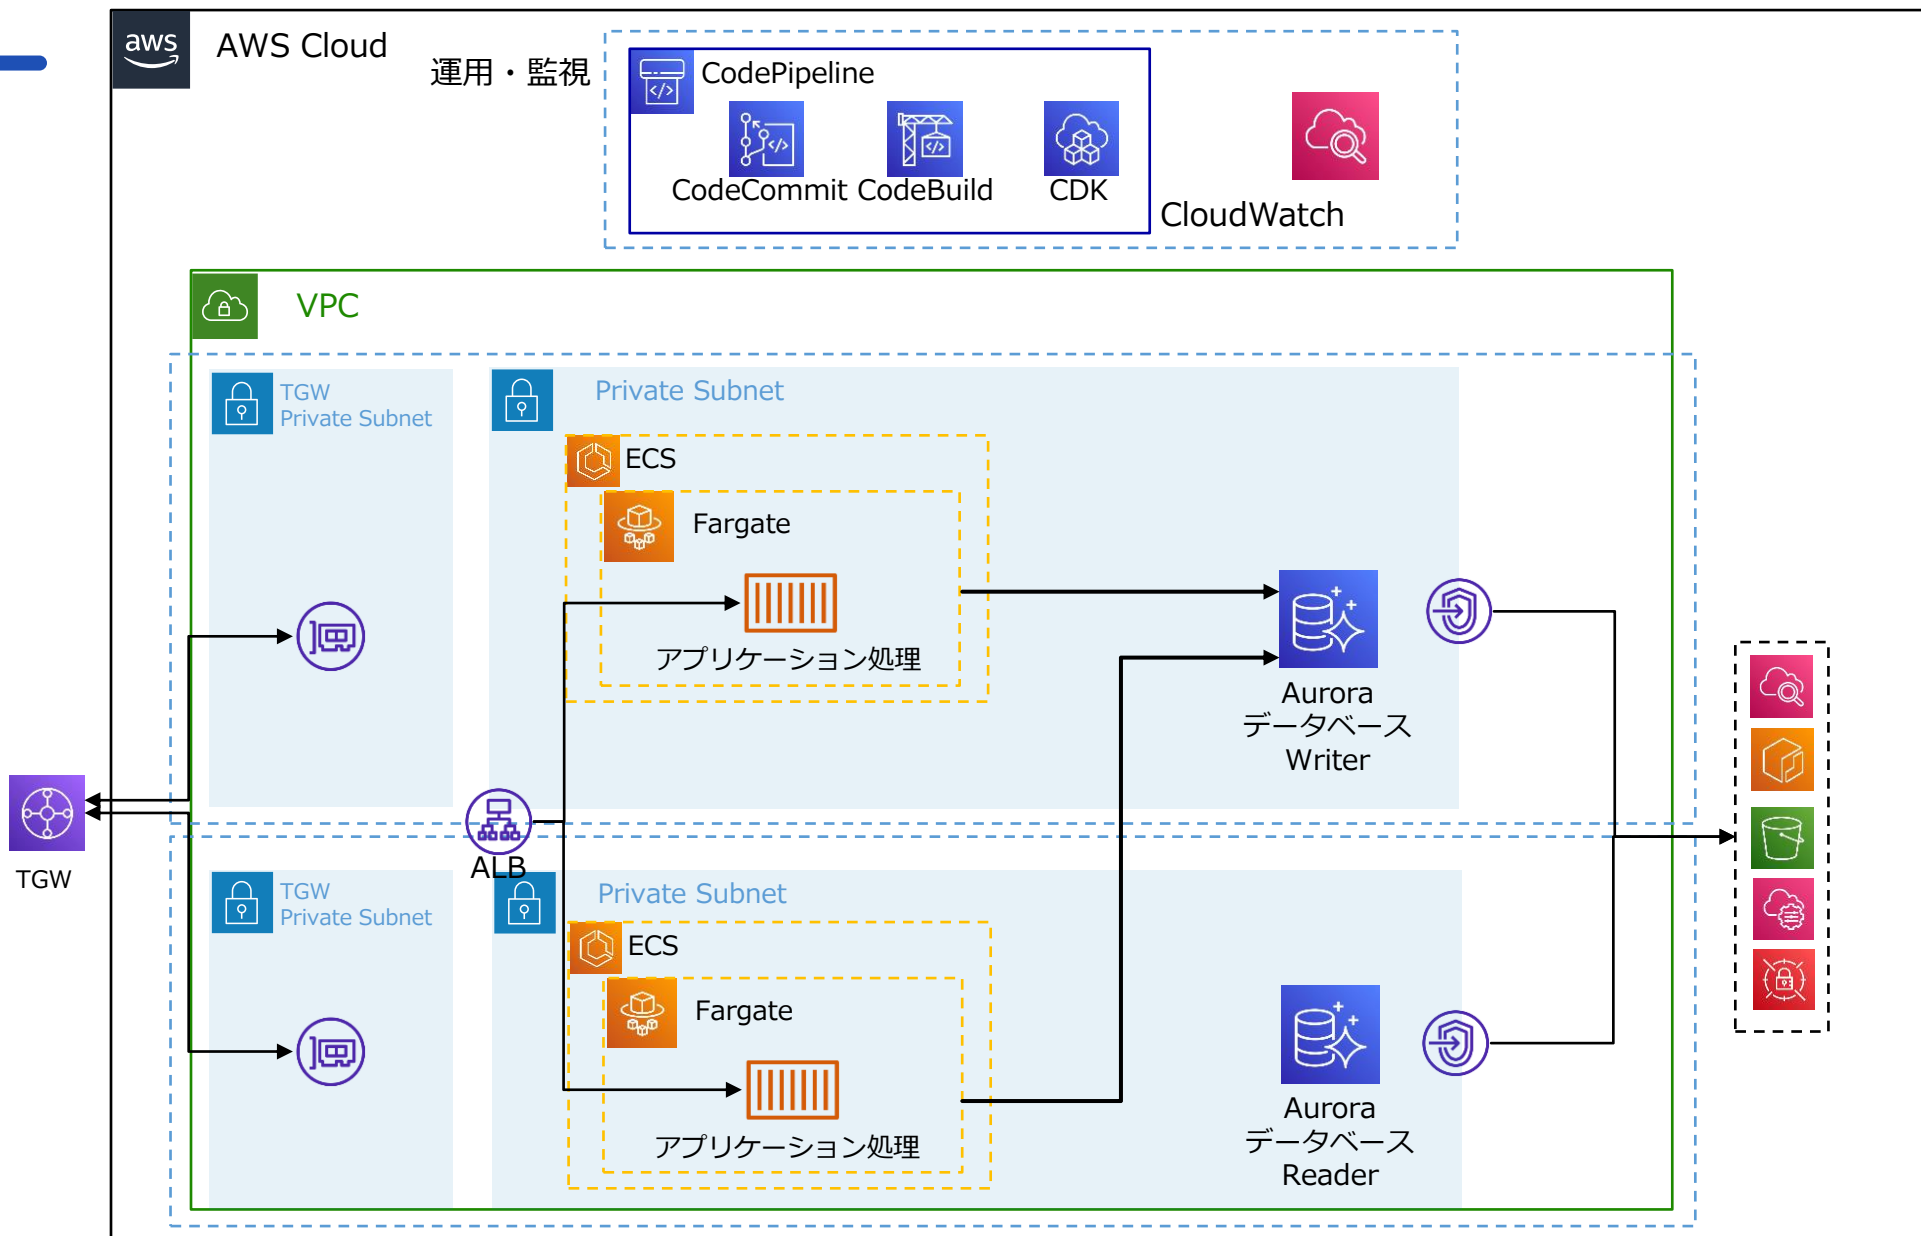 aws
AWS Cloud
運用・監視
CodePipeline
CodeCommit
CodeBuild
CDK
CloudWatch
VPC
TGW
Private Subnet
Private Subnet
ECS
Fargate
アプリケーション処理
Aurora
データベース
Writer
TGW
ALB
TGW
Private Subnet
Private Subnet
ECS
Fargate
アプリケーション処理
Aurora
データベース
Reader